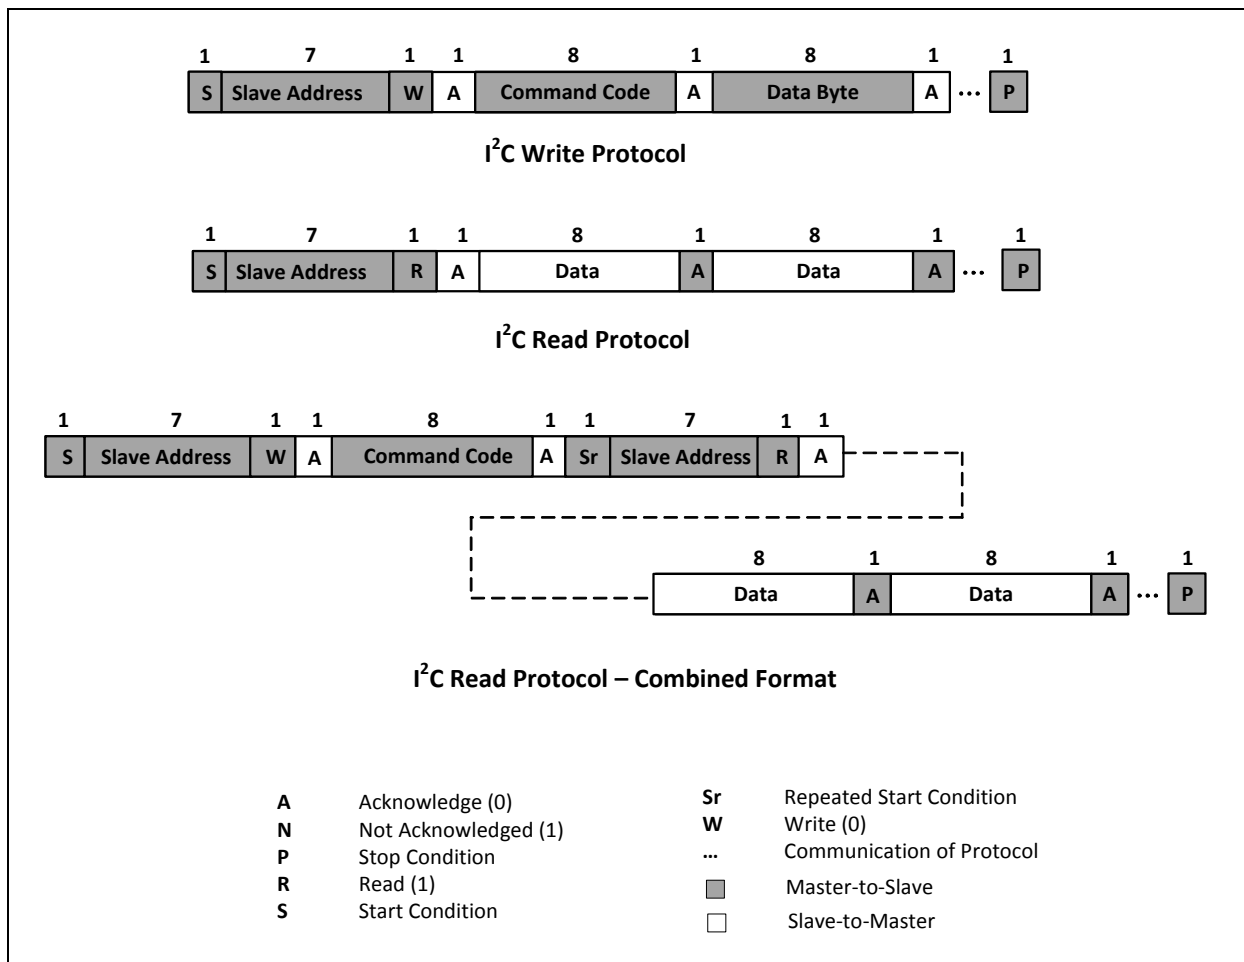 1 7 1 1 8 1 8 1 1
S Slave Address W A Command Code A Data Byte A ... P
I²C Write Protocol
1 7 1 1 8 1 8 1 1
S Slave Address R A Data A Data A ... P
I²C Read Protocol
1 7 1 1 8 1 1 7 1 1
S Slave Address W A Command Code A Sr Slave Address R A
8 1 8 1 1
Data A Data A ... P
I²C Read Protocol – Combined Format
A Acknowledge (0)
N Not Acknowledged (1)
P Stop Condition
R Read (1)
S Start Condition
Sr Repeated Start Condition
W Write (0)
... Communication of Protocol
Master-to-Slave
Slave-to-Master